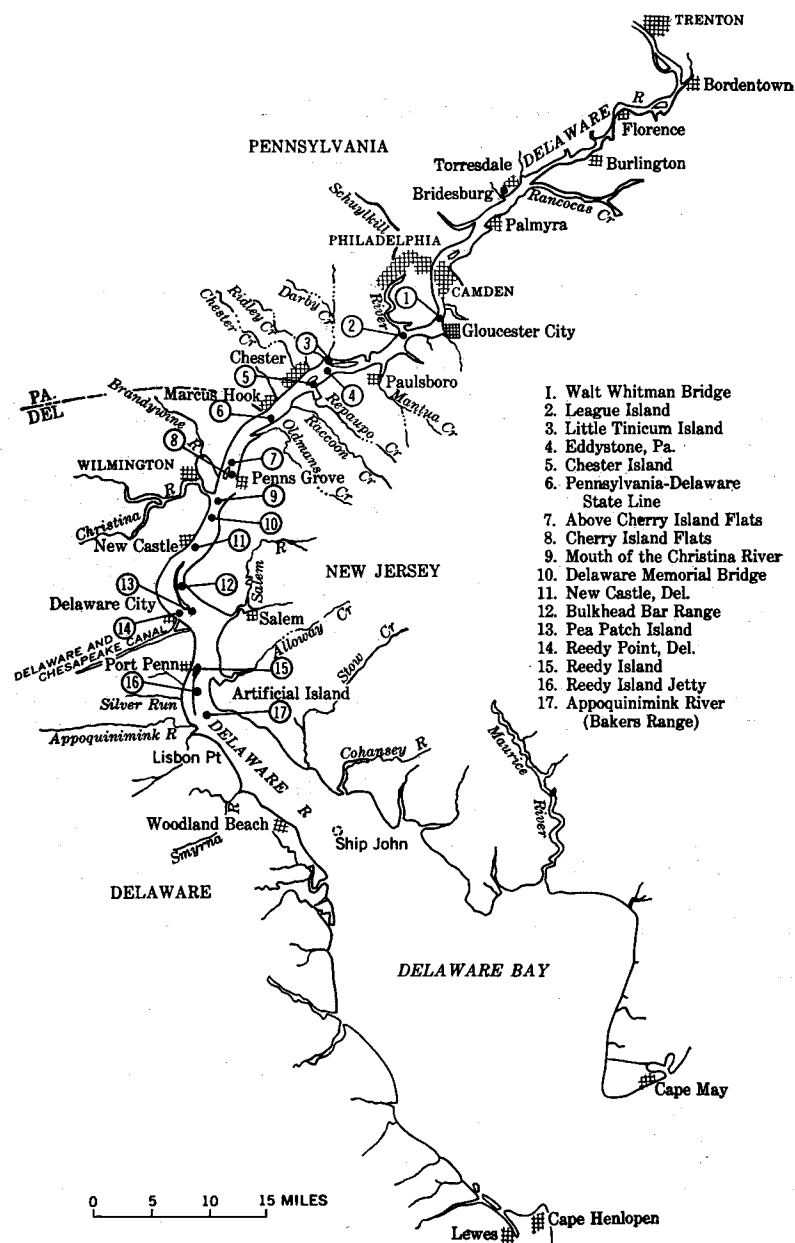 TRENTON
Bordentown
DELAWARE R
Florence
PENNSYLVANIA
Torresdale
Burlington
Bridesburg
Rancocas Cr
Schuylkill
River
Palmyra
PHILADELPHIA
CAMDEN
1
2
Gloucester City
Darby Cr
Ridley Cr
Chester Cr
3
4
Chester
5
Paulsboro
Mantua Cr
Marcus Hook
Repaupo Cr
PA.
DEL
Brandywine R
6
Raccoon Cr
Oldmans Cr
7
8
WILMINGTON
Penns Grove
Christina R
9
10
New Castle
11
Salem R
NEW JERSEY
12
13
Delaware City
14
Salem
Alloway Cr
Stow Cr
DELAWARE AND
CHESAPEAKE CANAL
Port Penn
15
16
Artificial Island
Silver Run
17
Appoquinimink R
Lisbon Pt
DELAWARE R
Cohansey R
Maurice River
Woodland Beach
Smyrna R
Ship John
DELAWARE
DELAWARE BAY
Cape May
Cape Henlopen
Lewes
1. Walt Whitman Bridge
2. League Island
3. Little Tinicum Island
4. Eddystone, Pa.
5. Chester Island
6. Pennsylvania-Delaware
State Line
7. Above Cherry Island Flats
8. Cherry Island Flats
9. Mouth of the Christina River
10. Delaware Memorial Bridge
11. New Castle, Del.
12. Bulkhead Bar Range
13. Pea Patch Island
14. Reedy Point, Del.
15. Reedy Island
16. Reedy Island Jetty
17. Appoquinimink River
(Bakers Range)
0 5 10 15 MILES